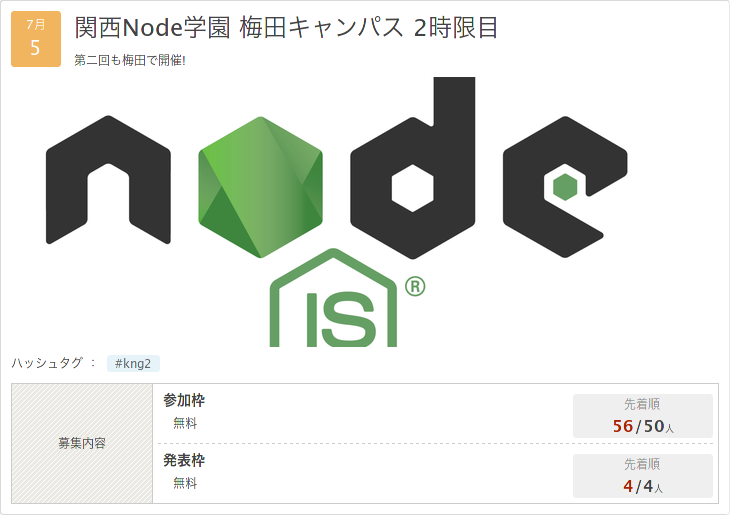 7月
5
関西Node学園 梅田キャンパス 2時限目
第二回も梅田で開催!
node
JS®
ハッシュタグ ： #kng2
募集内容
参加枠
無料
先着順
56/50人
発表枠
無料
先着順
4/4人